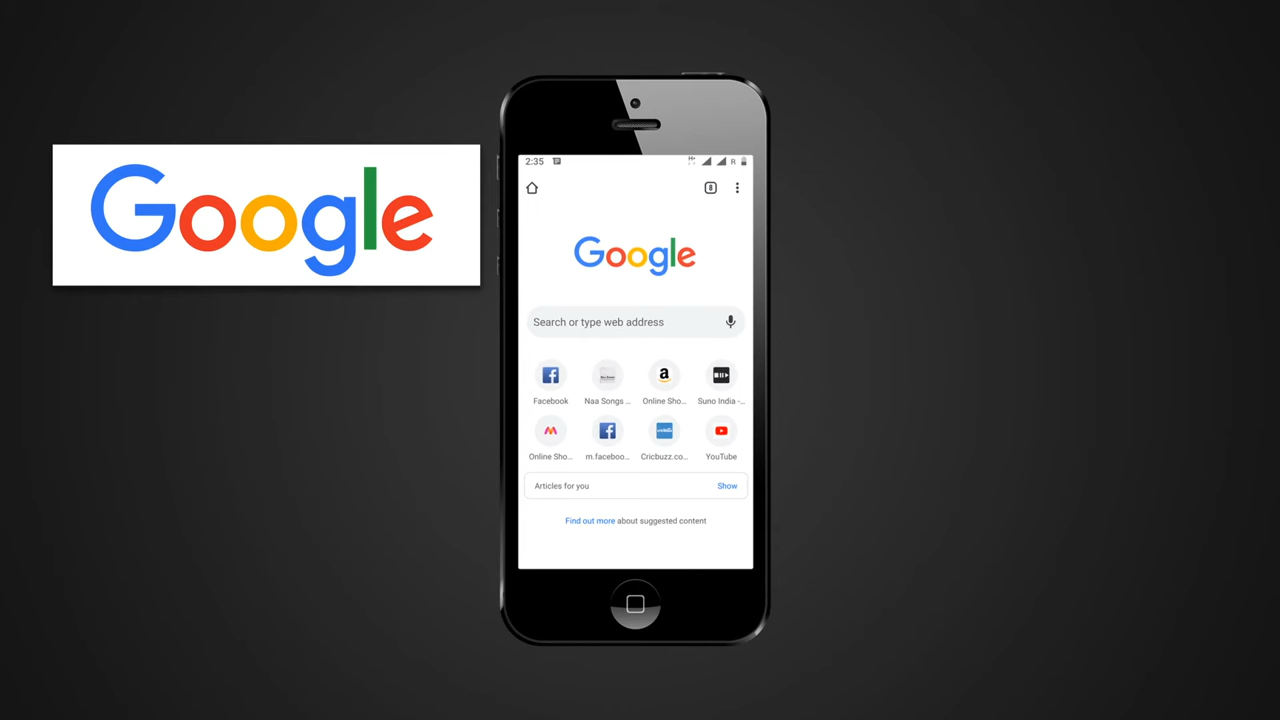 Google
2:35
H+
R
8
Google
Search or type web address
Facebook
Naa Songs ...
Online Sho...
Suno India -...
Online Sho...
m.faceboo...
Cricbuzz.co...
YouTube
Articles for you
Show
Find out more about suggested content